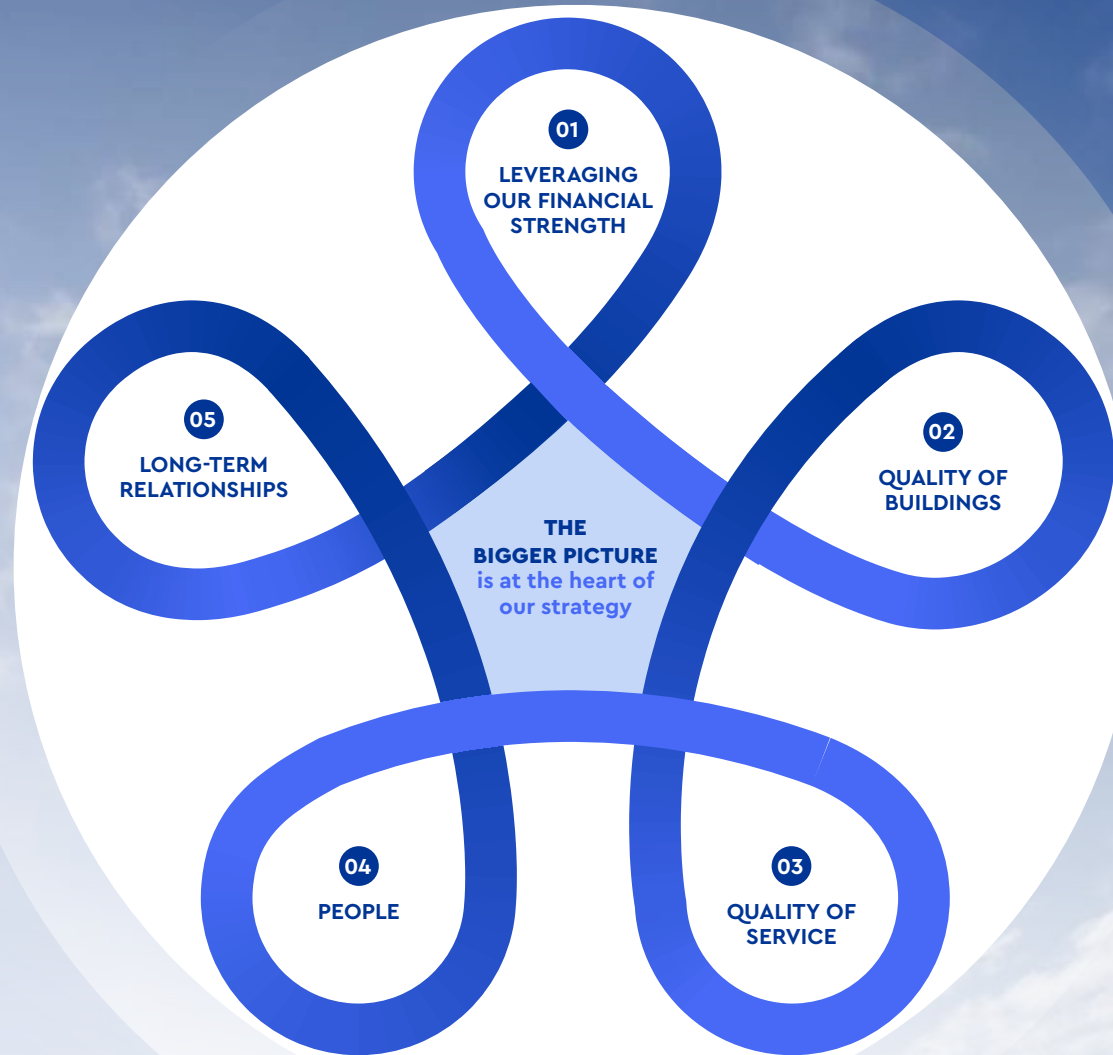 01
LEVERAGING
OUR FINANCIAL
STRENGTH
02
QUALITY OF
BUILDINGS
03
QUALITY OF
SERVICE
04
PEOPLE
05
LONG-TERM
RELATIONSHIPS
THE
BIGGER PICTURE
is at the heart of
our strategy